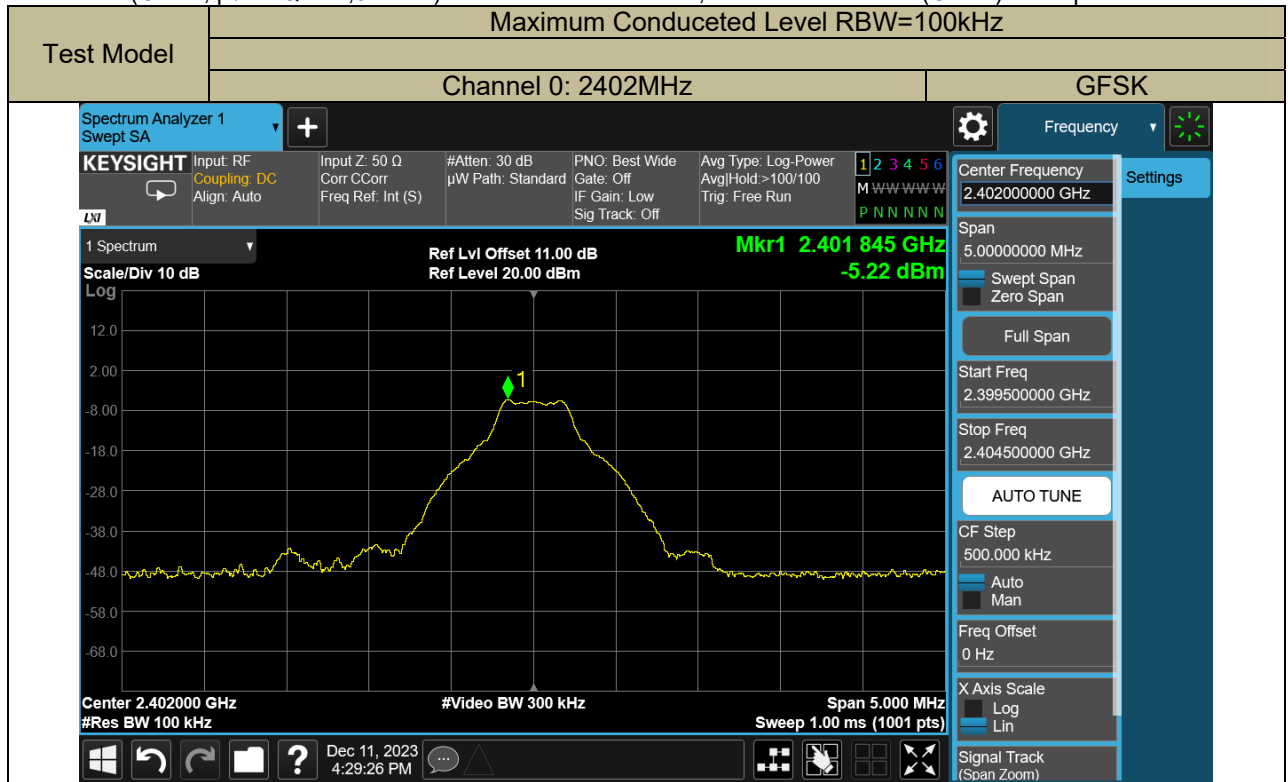 Maximum Conduceted Level RBW=100kHz
Test Model
Channel 0: 2402MHz
GFSK
Spectrum Analyzer 1
Swept SA
Frequency
KEYSIGHT
LXI
Input: RF
Coupling: DC
Align: Auto
Input Z: 50 Ω
Corr CCorr
Freq Ref: Int (S)
#Atten: 30 dB
µW Path: Standard
PNO: Best Wide
Gate: Off
IF Gain: Low
Sig Track: Off
Avg Type: Log-Power
Avg|Hold:>100/100
Trig: Free Run
1 2 3 4 5 6
M W W W W W
P N N N N N
1 Spectrum
Scale/Div 10 dB
Log
Ref Lvl Offset 11.00 dB
Ref Level 20.00 dBm
Mkr1 2.401 845 GHz
-5.22 dBm
1
12.0
2.00
-8.00
-18.0
-28.0
-38.0
-48.0
-58.0
-68.0
Center 2.402000 GHz
#Res BW 100 kHz
#Video BW 300 kHz
Span 5.000 MHz
Sweep 1.00 ms (1001 pts)
?
Dec 11, 2023
4:29:26 PM
Center Frequency
2.402000000 GHz
Settings
Span
5.00000000 MHz
Swept Span
Zero Span
Full Span
Start Freq
2.399500000 GHz
Stop Freq
2.404500000 GHz
AUTO TUNE
CF Step
500.000 kHz
Auto
Man
Freq Offset
0 Hz
X Axis Scale
Log
Lin
Signal Track
(Span Zoom)